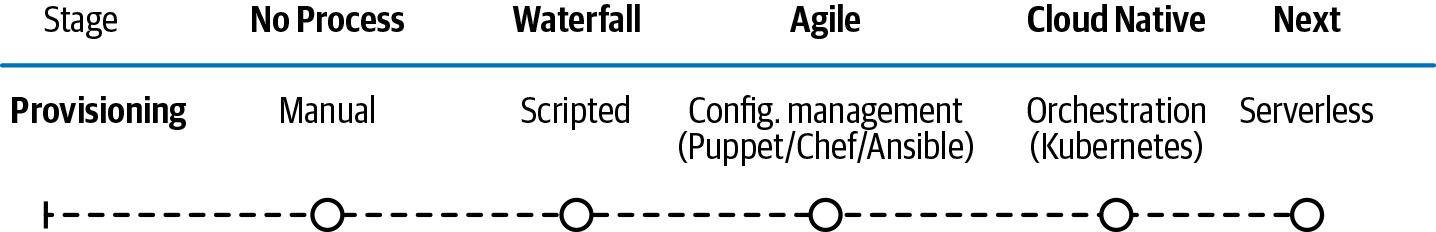 Stage No Process Waterfall Agile Cloud Native Next
Provisioning Manual Scripted Config. management Orchestration Serverless
(Puppet/Chef/Ansible) (Kubernetes)